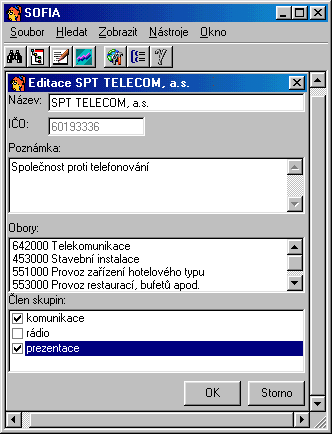 SOFIA
Soubor Hledat Zobrazit Nástroje Okno
Editace SPT TELECOM, a.s.
Název: SPT TELECOM, a.s.
IČO: 60193336
Poznámka:
Společnost proti telefonování
Obory:
642000 Telekomunikace
453000 Stavební instalace
551000 Provoz zařízení hotelového typu
553000 Provoz restaurací, bufetů apod.
Člen skupin:
komunikace
rádio
prezentace
OK Storno